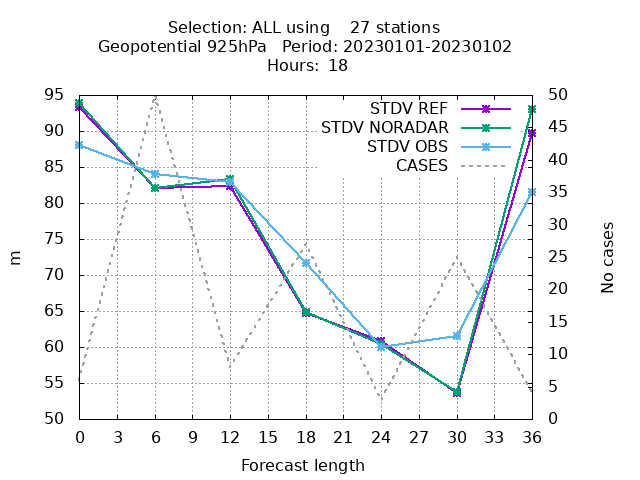 Selection: ALL using    27 stations
Geopotential 925hPa   Period: 20230101-20230102
Hours:  18
95
90
85
80
75
70
65
60
55
50
50
45
40
35
30
25
20
15
10
5
0
STDV REF
STDV NORADAR
STDV OBS
CASES
m
No cases
0 3 6 9 12 15 18 21 24 27 30 33 36
Forecast length